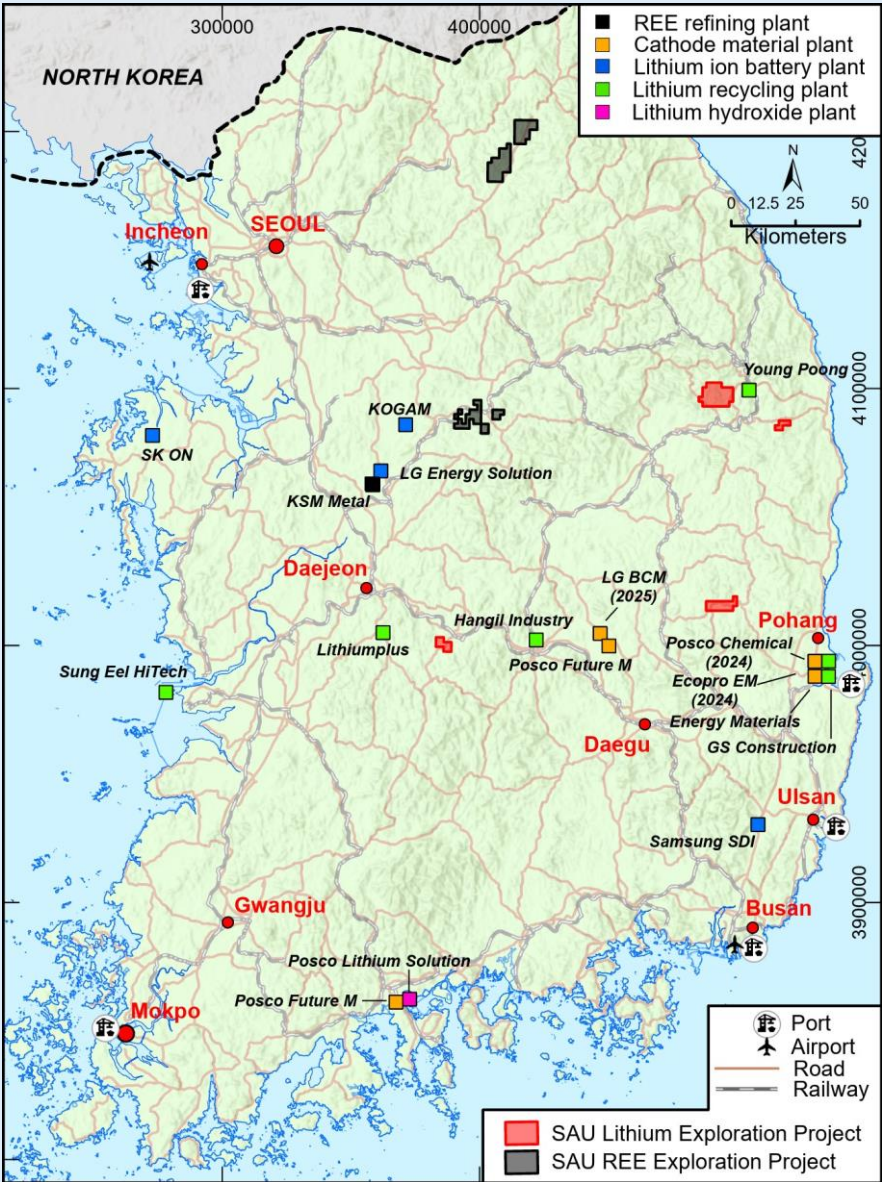 300000
400000
NORTH KOREA
REE refining plant
Cathode material plant
Lithium ion battery plant
Lithium recycling plant
Lithium hydroxide plant
N
0 12.5 25 50
Kilometers
SEOUL
Incheon
Young Poong
4100000
KOGAM
SK ON
LG Energy Solution
KSM Metal
Daejeon
LG BCM
(2025)
Hangil Industry
Pohang
Lithiumplus
Posco Future M
Posco Chemical
(2024)
Sung Eel HiTech
Ecopro EM
(2024)
Energy Materials
GS Construction
Daegu
Ulsan
Samsung SDI
3900000
Gwangju
Busan
Posco Lithium Solution
Posco Future M
Mokpo
Port
Airport
Road
Railway
SAU Lithium Exploration Project
SAU REE Exploration Project